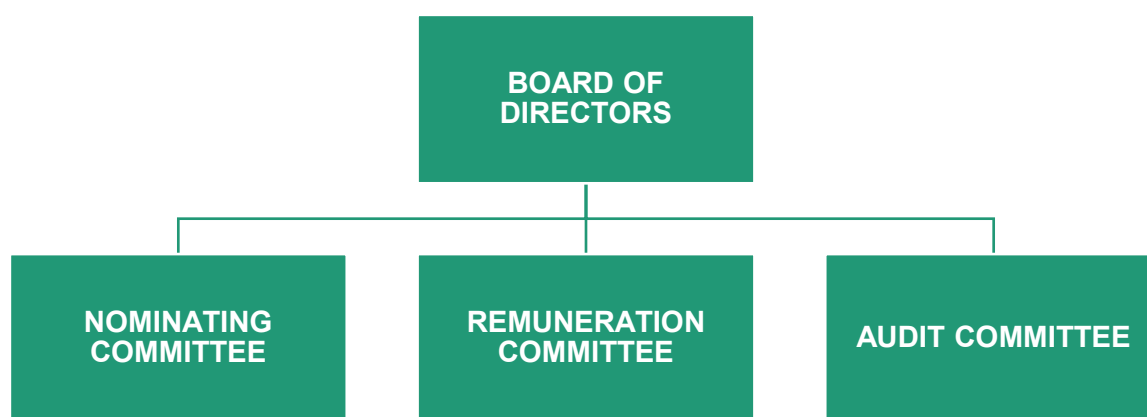 BOARD OF
DIRECTORS
NOMINATING
COMMITTEE
REMUNERATION
COMMITTEE
AUDIT COMMITTEE